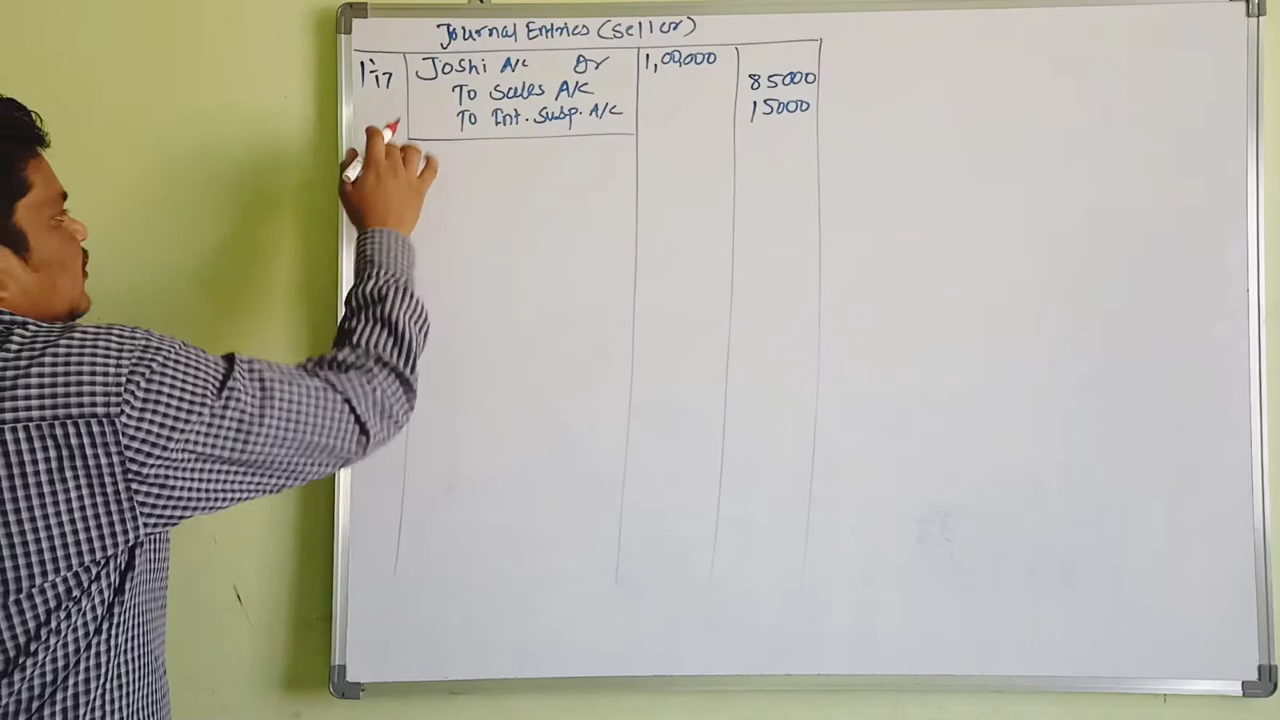 Journal Entries (Seller)
1/1/17 Joshi A/c Dr 1,00,000
To Sales A/c 85000
To Int. Susp. A/c 15000